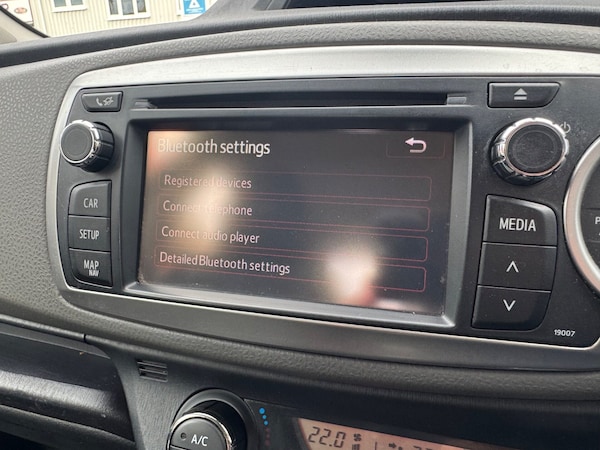 Bluetooth settings
Registered devices
Connect telephone
Connect audio player
Detailed Bluetooth settings
CAR
SETUP
MAP
NAV
MEDIA
19007
A/C
22.0